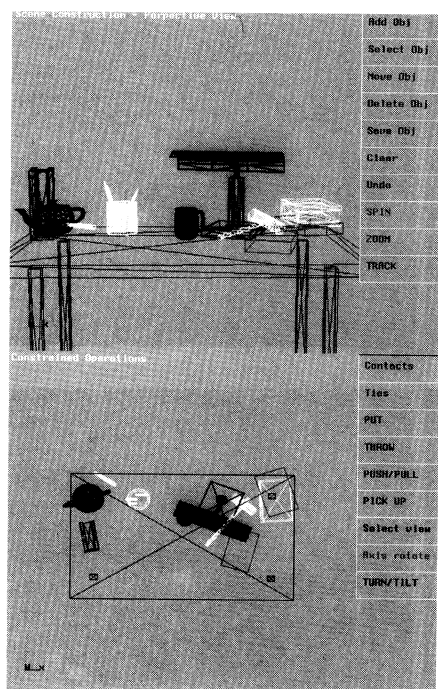 Scene Construction - Perpective View
Add Obj
Select Obj
Move Obj
Delete Obj
Save Obj
Clear
Undo
SPIN
ZOOM
TRACK
Constrained Operations
Contacts
Ties
PUT
THROW
PUSH/PULL
PICK UP
Select view
Axis rotate
TURN/TILT